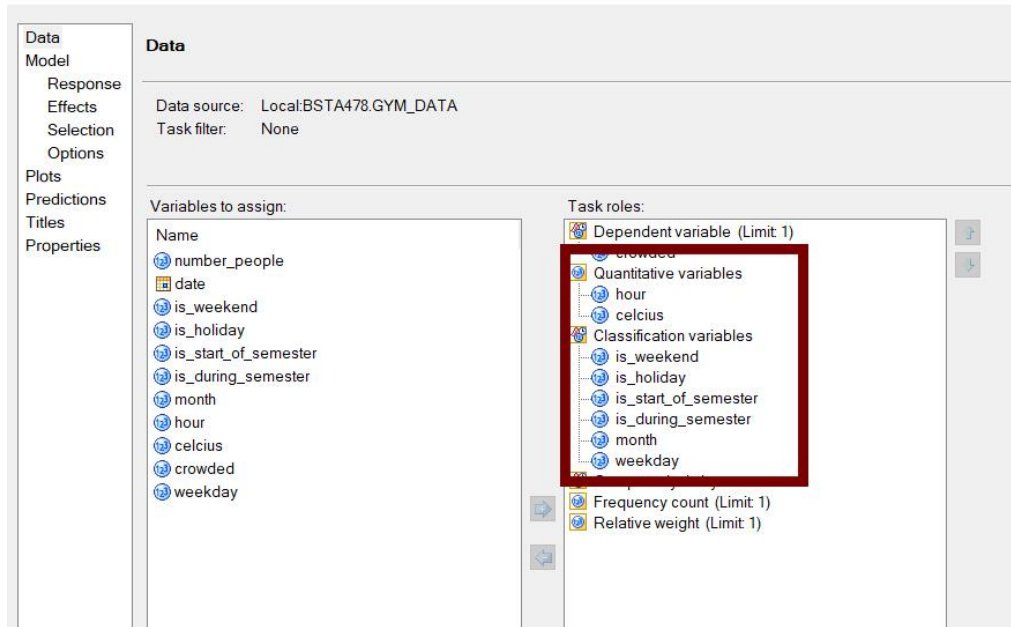 Data
Model
Response
Effects
Selection
Options
Plots
Predictions
Titles
Properties
Data
Data source: Local:BSTA478.GYM_DATA
Task filter: None
Variables to assign:
Name
number_people
date
is_weekend
is_holiday
is_start_of_semester
is_during_semester
month
hour
celcius
crowded
weekday
Task roles:
Dependent variable (Limit: 1)
crowded
Quantitative variables
hour
celcius
Classification variables
is_weekend
is_holiday
is_start_of_semester
is_during_semester
month
weekday
Frequency count (Limit: 1)
Relative weight (Limit: 1)